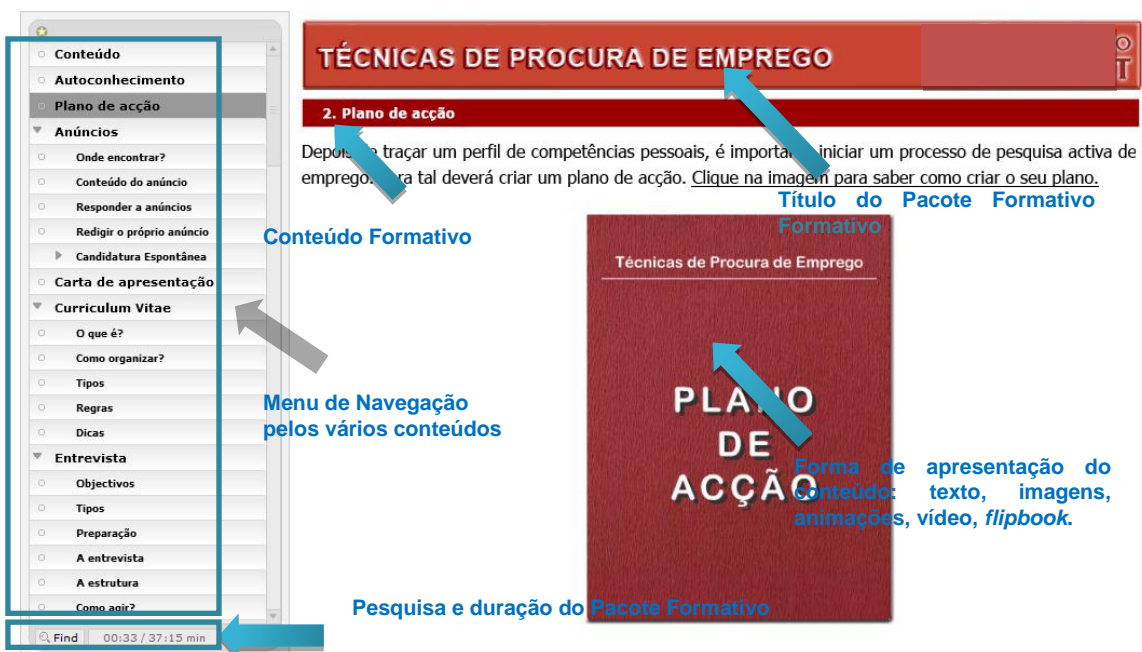 Conteúdo
Autoconhecimento
Plano de acção
Anúncios
Onde encontrar?
Conteúdo do anúncio
Responder a anúncios
Redigir o próprio anúncio
Candidatura Espontânea
Carta de apresentação
Curriculum Vitae
O que é?
Como organizar?
Tipos
Regras
Dicas
Entrevista
Objectivos
Tipos
Preparação
A entrevista
A estrutura
Como agir?
Find 00:33 / 37:15 min
TÉCNICAS DE PROCURA DE EMPREGO
O
T
2. Plano de acção
traçar um perfil de competências pessoais, é iniciar um processo de pesquisa activa de
tal deverá criar um plano de acção. Clique na imagem para saber como criar o seu plano.
Título do Pacote Formativo
Formativo
Conteúdo Formativo
Técnicas de Procura de Emprego
PLANO
DE
ACÇÃO
Menu de Navegação
pelos vários conteúdos
Forma de apresentação do
conteúdo: texto, imagens,
animações, vídeo, flipbook.
Pesquisa e duração do Pacote Formativo